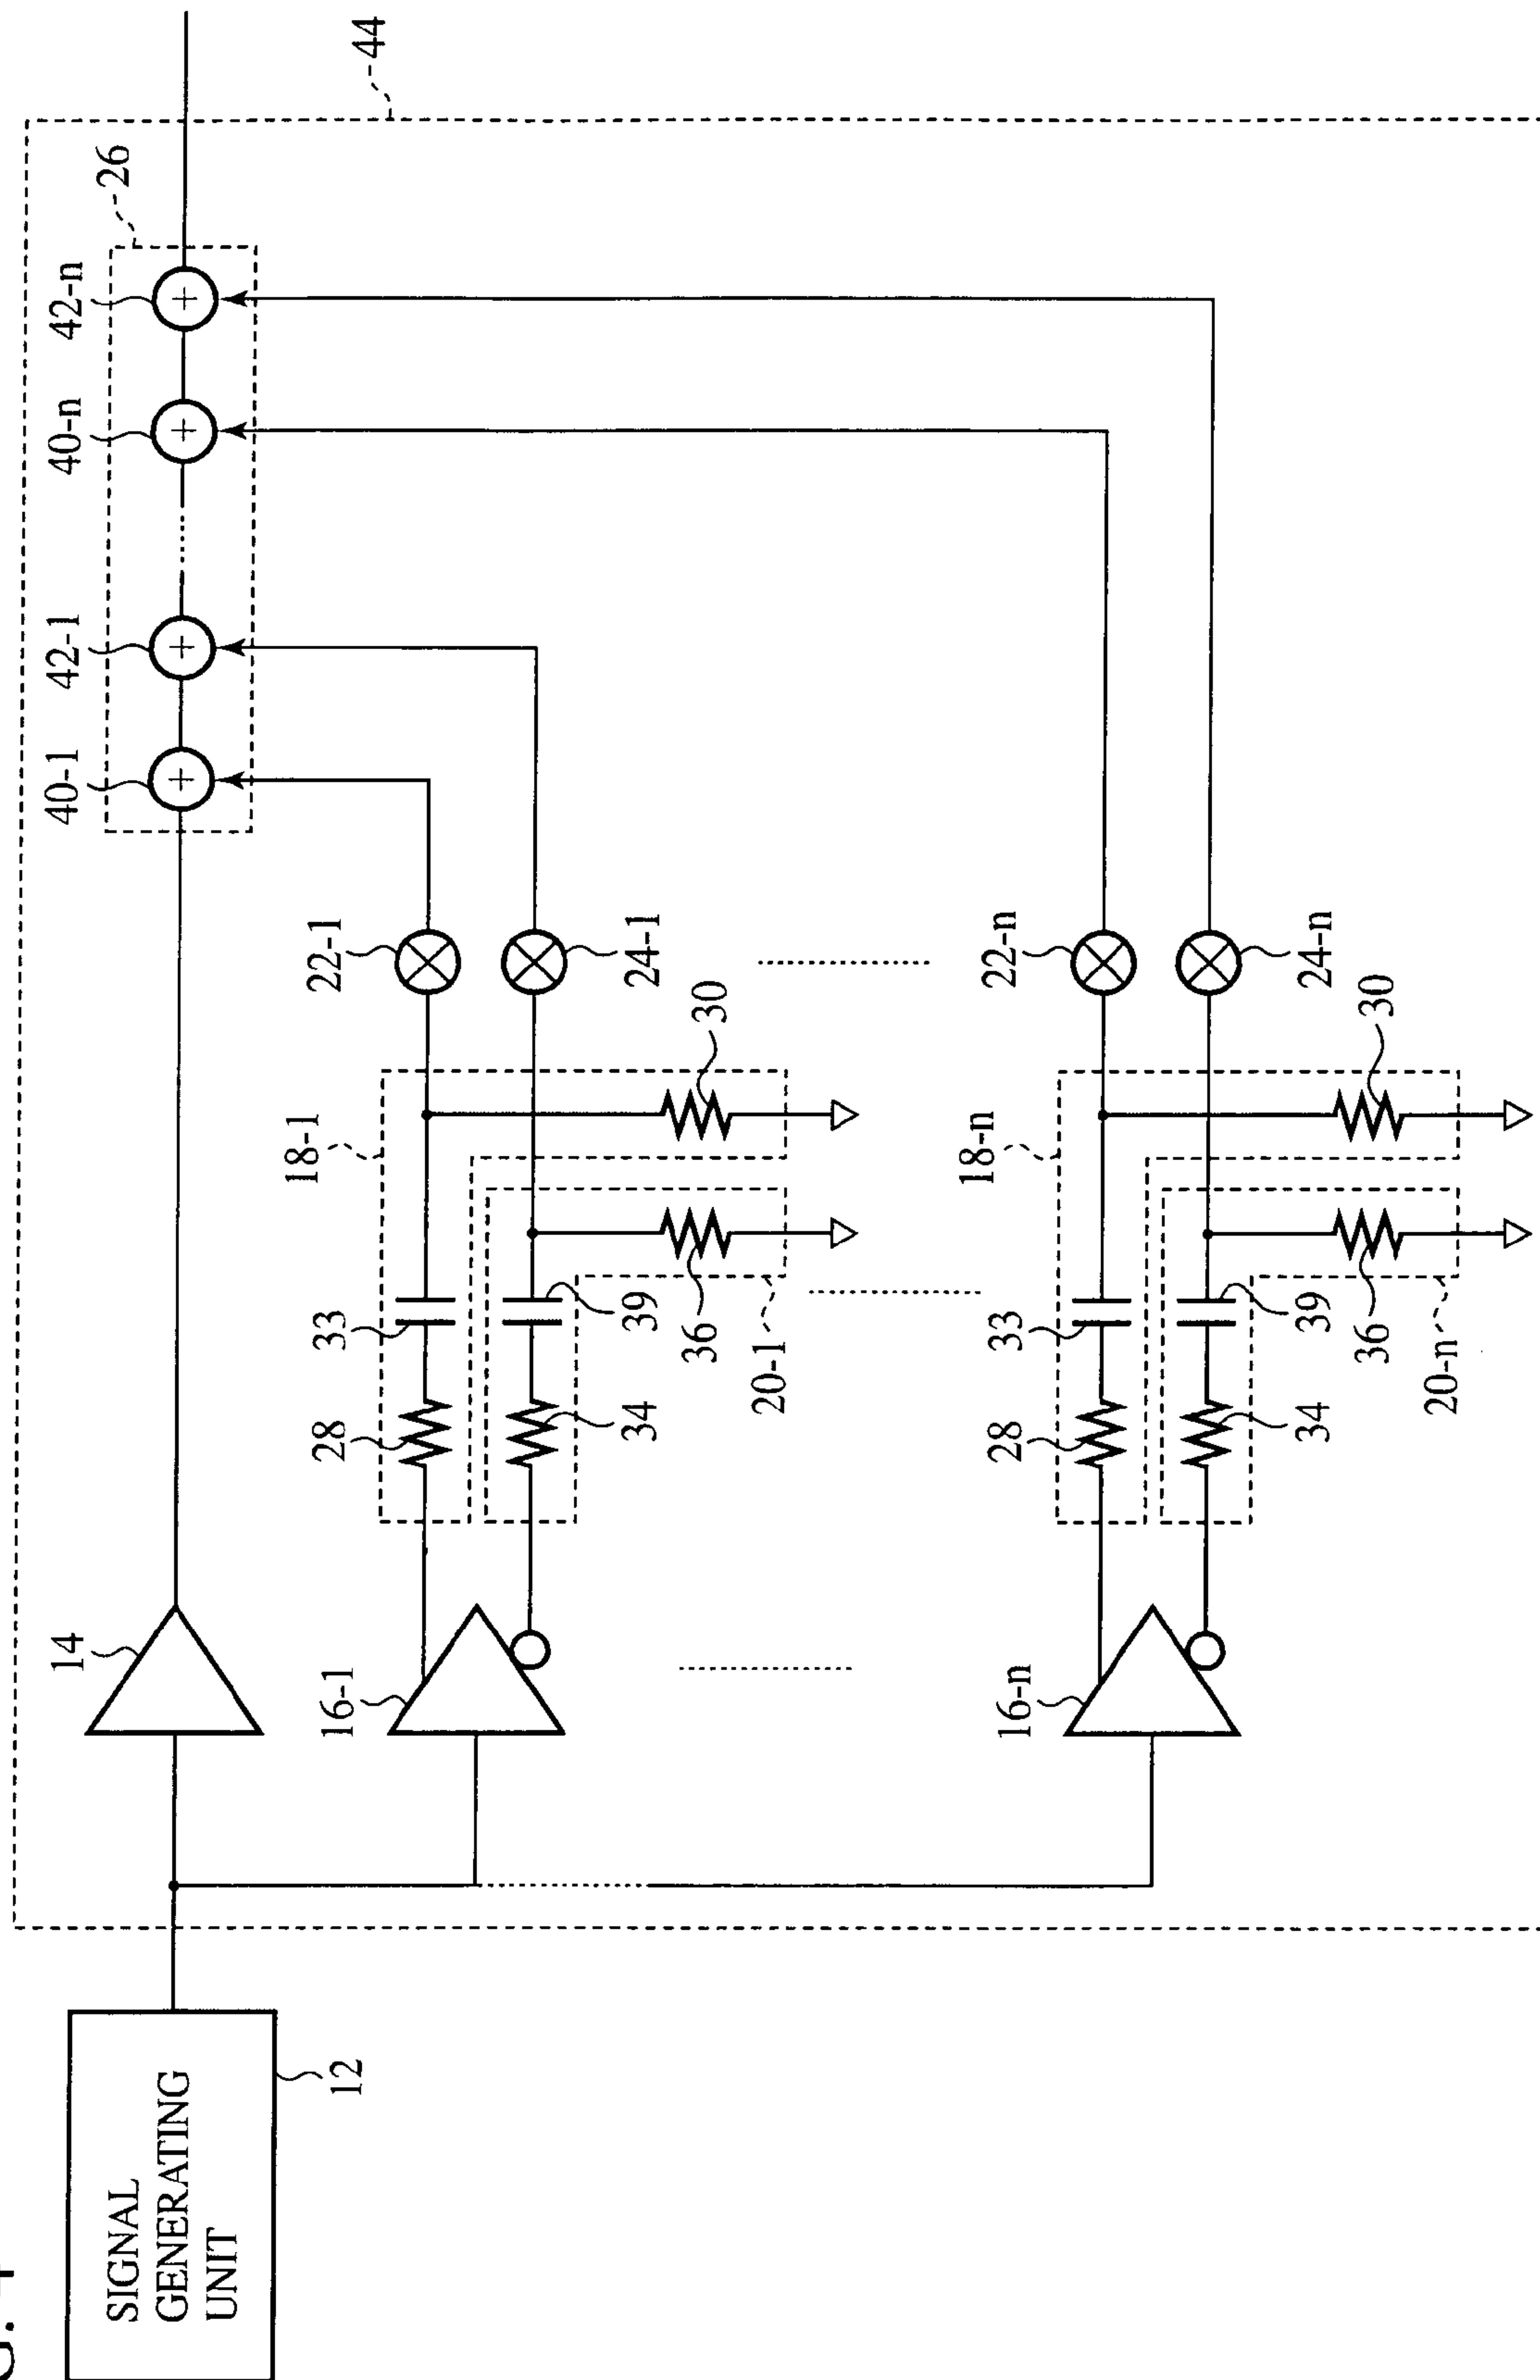 44
26
40-1
42-1
40-n
42-n
14
16-1
18-1
28
33
22-1
24-1
30
39
34
36
20-1
16-n
18-n
28
33
22-n
24-n
30
39
34
36
20-n
SIGNAL
GENERATING
UNIT
12